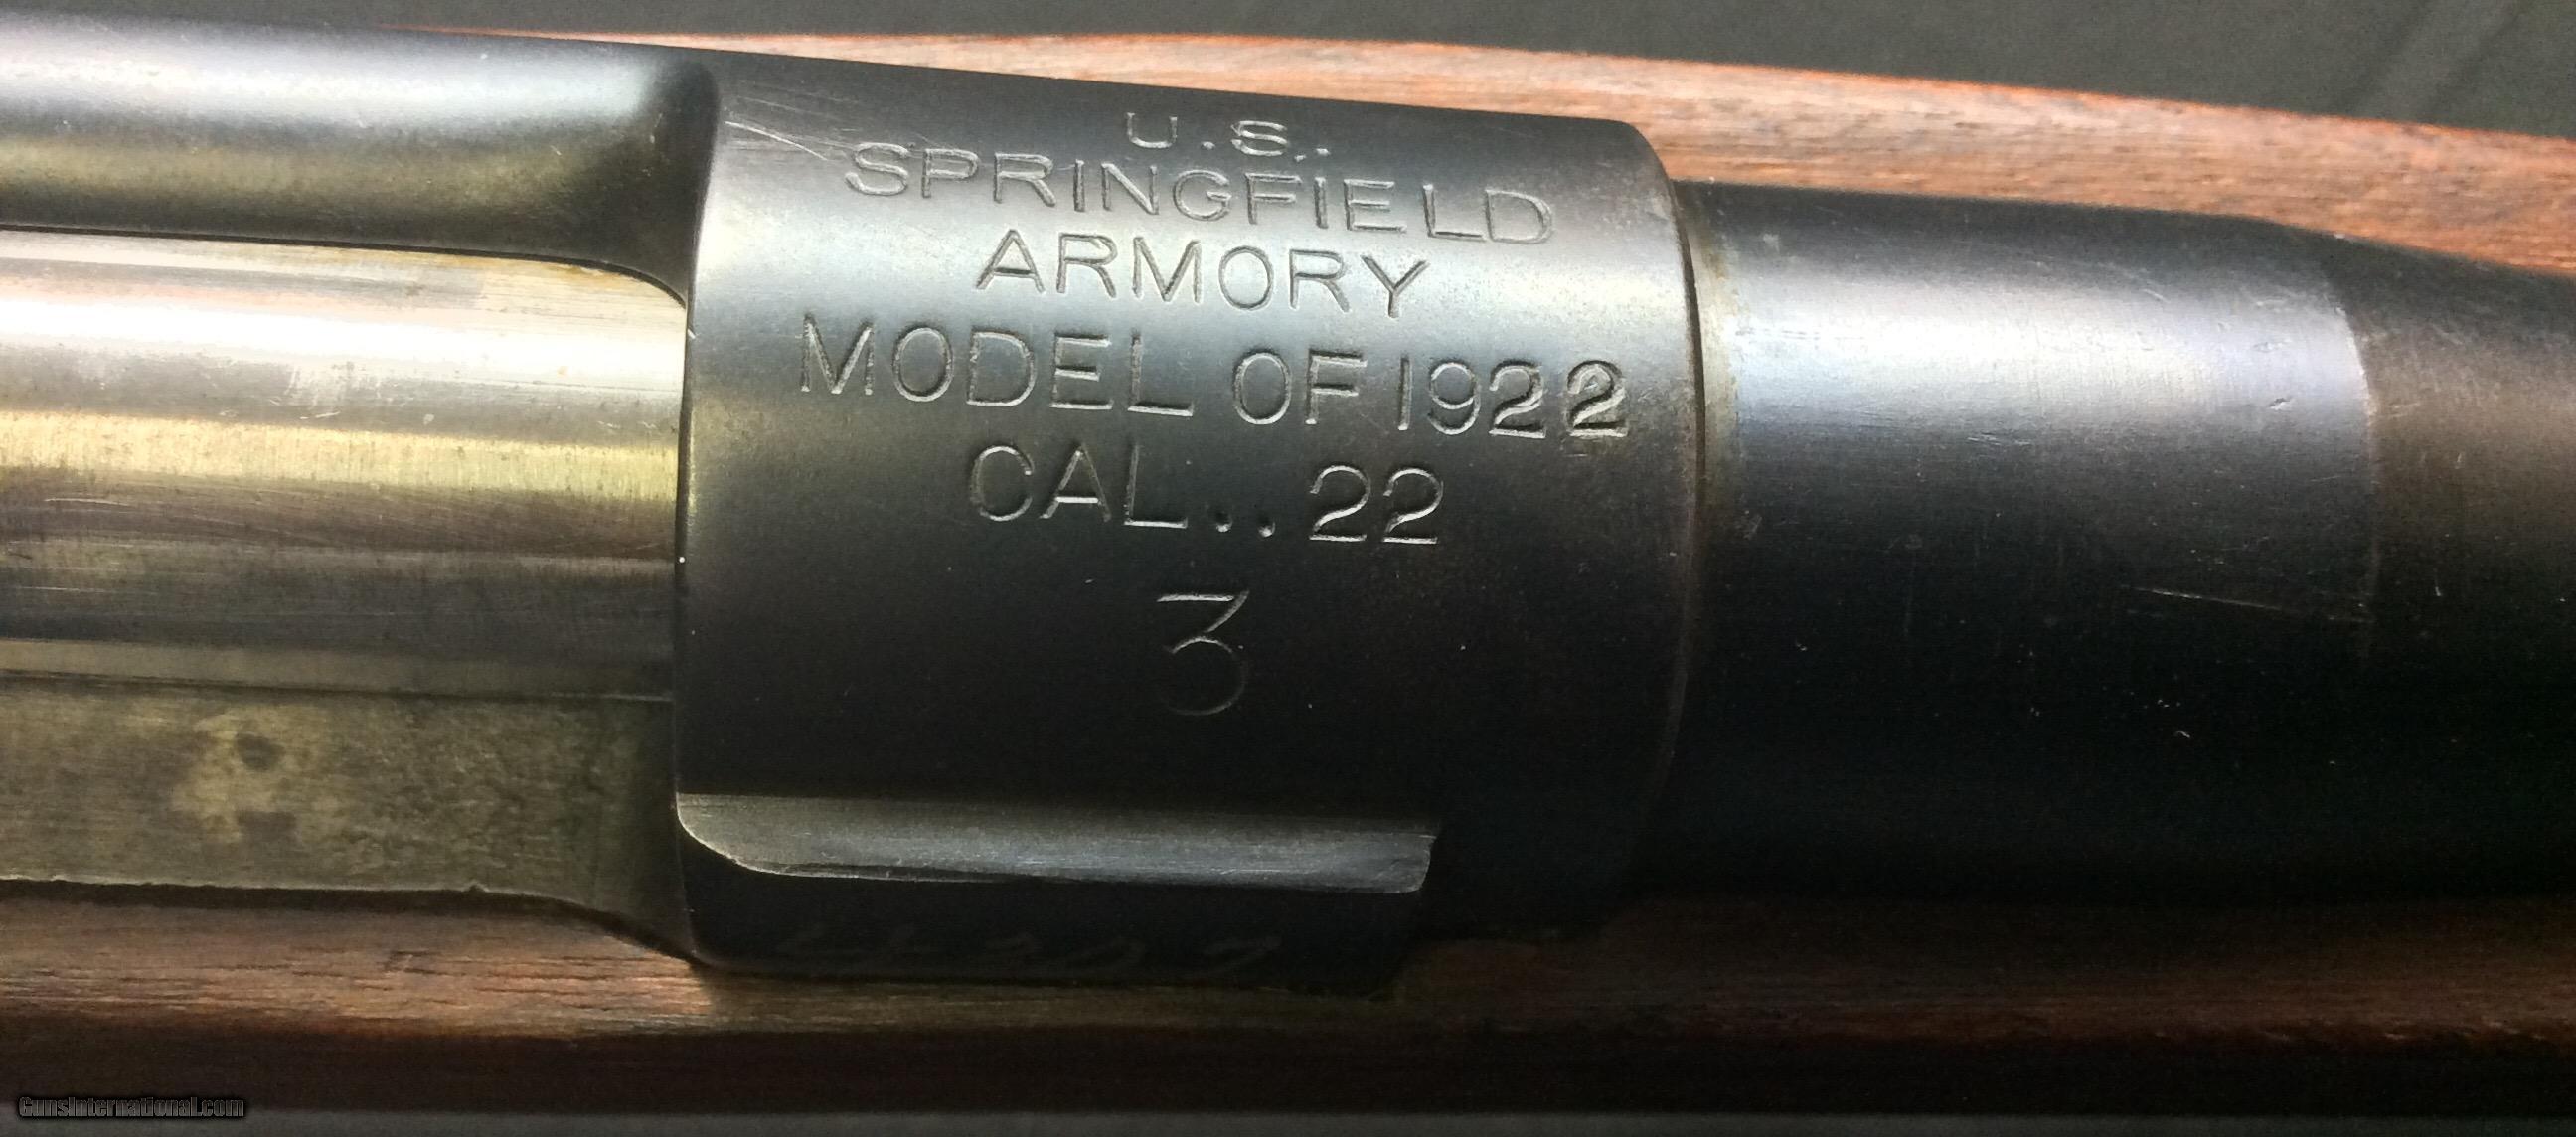 U.S.
SPRINGFIELD
ARMORY
MODEL OF 1922
CAL..22
3
GunsInternational.com